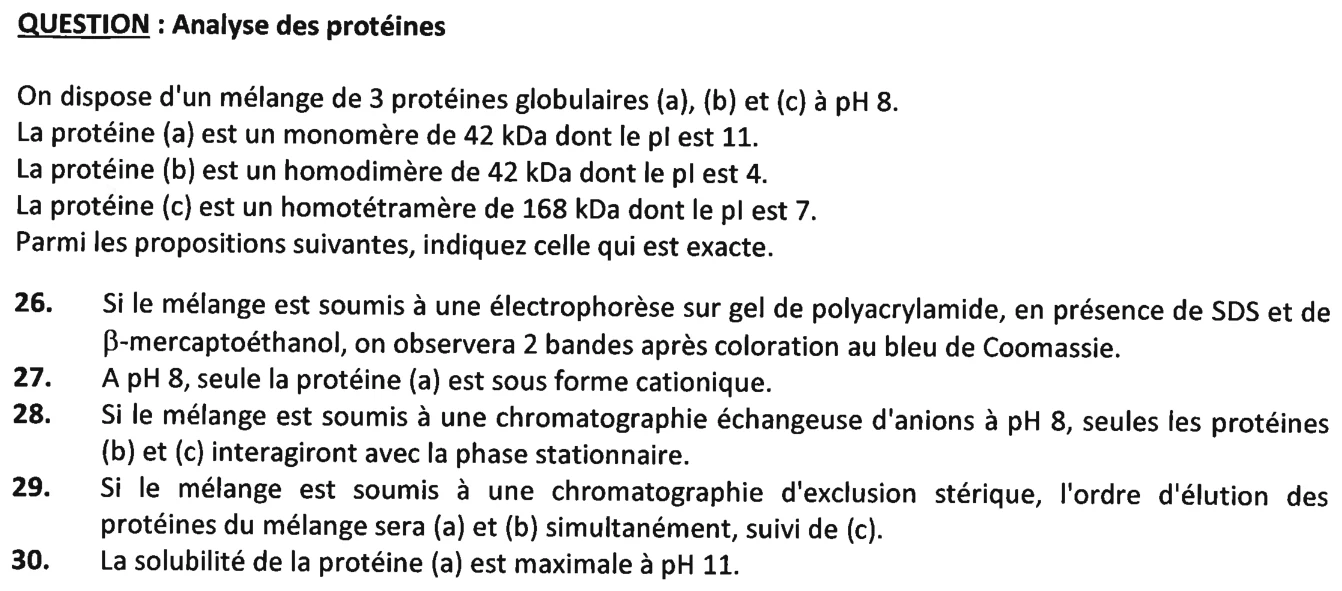 QUESTION : Analyse des protéines
On dispose d'un mélange de 3 protéines globulaires (a), (b) et (c) à pH 8.
La protéine (a) est un monomère de 42 kDa dont le pI est 11.
La protéine (b) est un homodimère de 42 kDa dont le pI est 4.
La protéine (c) est un homotétramère de 168 kDa dont le pI est 7.
Parmi les propositions suivantes, indiquez celle qui est exacte.
26. Si le mélange est soumis à une électrophorèse sur gel de polyacrylamide, en présence de SDS et de
β-mercaptoéthanol, on observera 2 bandes après coloration au bleu de Coomassie.
27. A pH 8, seule la protéine (a) est sous forme cationique.
28. Si le mélange est soumis à une chromatographie échangeuse d'anions à pH 8, seules les protéines
(b) et (c) interagiront avec la phase stationnaire.
29. Si le mélange est soumis à une chromatographie d'exclusion stérique, l'ordre d'élution des
protéines du mélange sera (a) et (b) simultanément, suivi de (c).
30. La solubilité de la protéine (a) est maximale à pH 11.